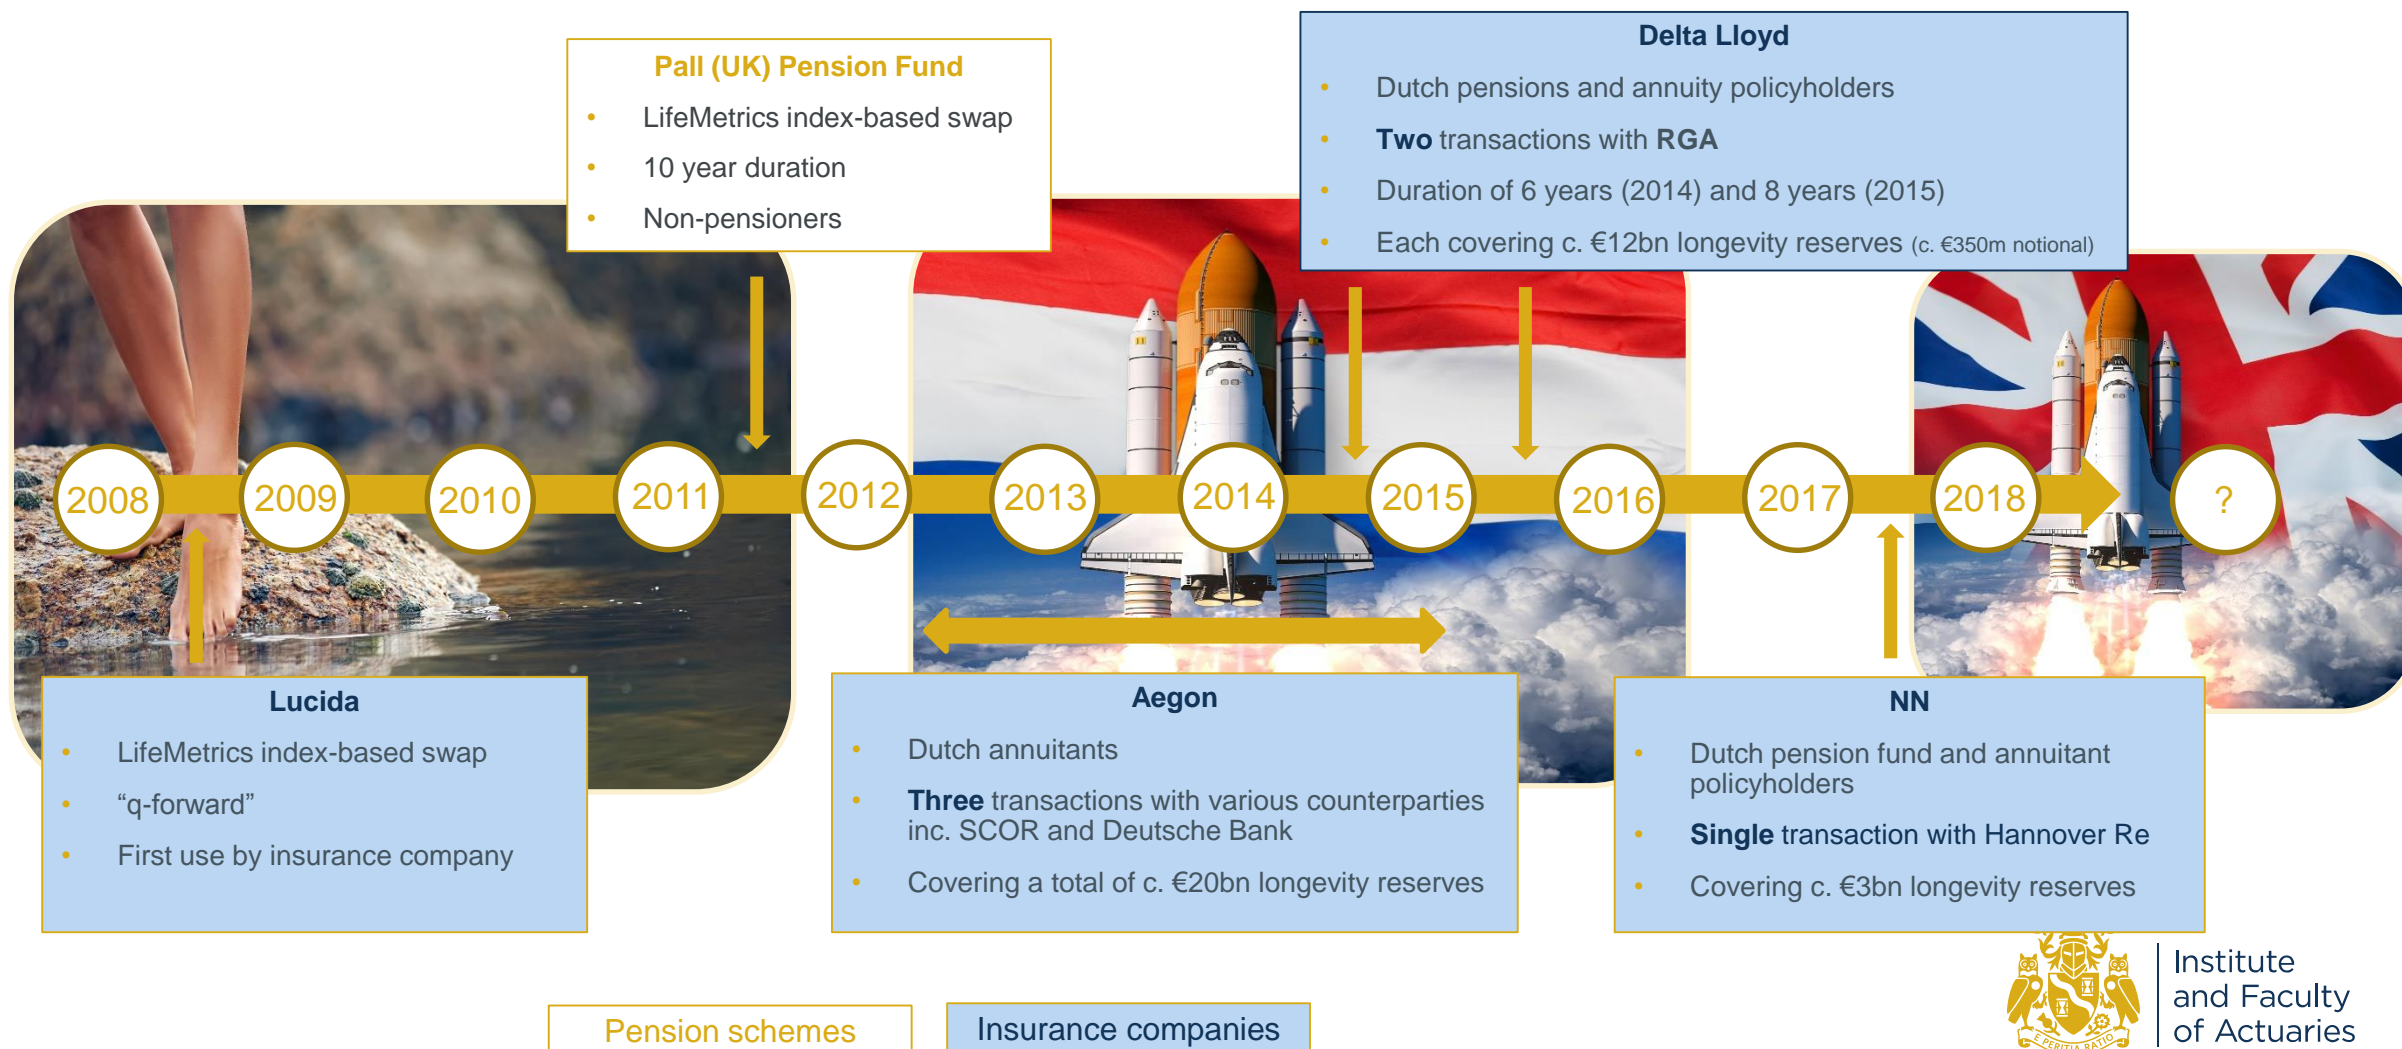 Pall (UK) Pension Fund
• LifeMetrics index-based swap
• 10 year duration
• Non-pensioners
Delta Lloyd
• Dutch pensions and annuity policyholders
• Two transactions with RGA
• Duration of 6 years (2014) and 8 years (2015)
• Each covering c. €12bn longevity reserves (c. €350m notional)
2008
2009
2010
2011
2012
2013
2014
2015
2016
2017
2018
?
Lucida
• LifeMetrics index-based swap
• “q-forward”
• First use by insurance company
Aegon
• Dutch annuitants
• Three transactions with various counterparties
inc. SCOR and Deutsche Bank
• Covering a total of c. €20bn longevity reserves
NN
• Dutch pension fund and annuitant
policyholders
• Single transaction with Hannover Re
• Covering c. €3bn longevity reserves
Pension schemes
Insurance companies
E PERITIA RATIO
Institute
and Faculty
of Actuaries